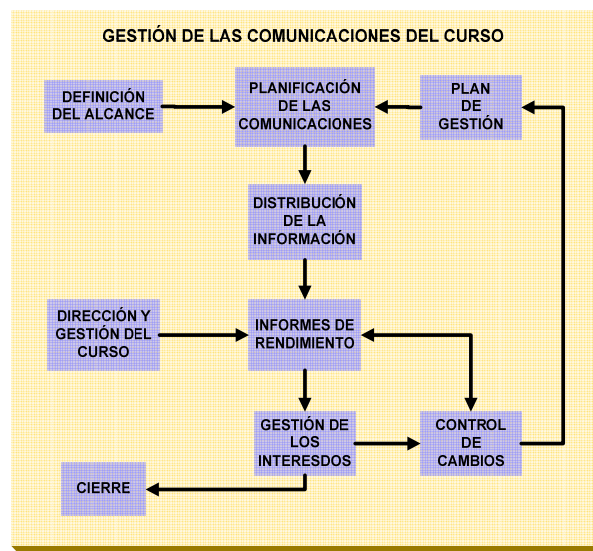 GESTIÓN DE LAS COMUNICACIONES DEL CURSO
DEFINICIÓN
DEL ALCANCE
PLANIFICACIÓN
DE LAS
COMUNICACIONES
PLAN
DE
GESTIÓN
DISTRIBUCIÓN
DE LA
INFORMACIÓN
DIRECCIÓN Y
GESTIÓN DEL
CURSO
INFORMES DE
RENDIMIENTO
GESTIÓN DE
LOS
INTERESDOS
CONTROL
DE
CAMBIOS
CIERRE